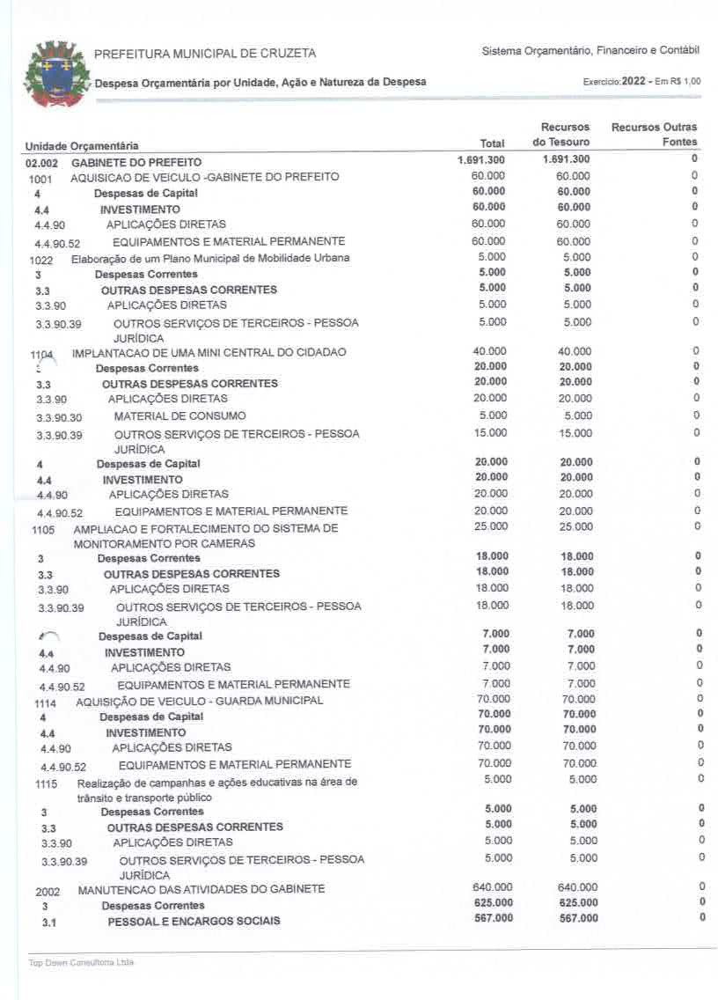 PREFEITURA MUNICIPAL DE CRUZETA
Sistema Orçamentário, Financeiro e Contábil
Despesa Orçamentária por Unidade, Ação e Natureza da Despesa
Exercício: 2022 - Em R$ 1,00
Recursos Recursos Outras
Unidade Orçamentária Total do Tesouro Fontes
02.002 GABINETE DO PREFEITO 1.691.300 1.691.300 0
1001 AQUISICAO DE VEICULO -GABINETE DO PREFEITO 60.000 60.000 0
4 Despesas de Capital 60.000 60.000 0
4.4 INVESTIMENTO 60.000 60.000 0
4.4.90 APLICAÇÕES DIRETAS 60.000 60.000 0
4.4.90.52 EQUIPAMENTOS E MATERIAL PERMANENTE 60.000 60.000 0
1022 Elaboração de um Plano Municipal de Mobilidade Urbana 5.000 5.000 0
3 Despesas Correntes 5.000 5.000 0
3.3 OUTRAS DESPESAS CORRENTES 5.000 5.000 0
3.3.90 APLICAÇÕES DIRETAS 5.000 5.000 0
3.3.90.39 OUTROS SERVIÇOS DE TERCEIROS - PESSOA 5.000 5.000 0
JURÍDICA
1104 IMPLANTACAO DE UMA MINI CENTRAL DO CIDADAO 40.000 40.000 0
Despesas Correntes 20.000 20.000 0
3.3 OUTRAS DESPESAS CORRENTES 20.000 20.000 0
3.3.90 APLICAÇÕES DIRETAS 20.000 20.000 0
3.3.90.30 MATERIAL DE CONSUMO 5.000 5.000 0
3.3.90.39 OUTROS SERVIÇOS DE TERCEIROS - PESSOA 15.000 15.000 0
JURÍDICA
4 Despesas de Capital 20.000 20.000 0
4.4 INVESTIMENTO 20.000 20.000 0
4.4.90 APLICAÇÕES DIRETAS 20.000 20.000 0
4.4.90.52 EQUIPAMENTOS E MATERIAL PERMANENTE 20.000 20.000 0
1105 AMPLIACAO E FORTALECIMENTO DO SISTEMA DE 25.000 25.000 0
MONITORAMENTO POR CAMERAS
3 Despesas Correntes 18.000 18.000 0
3.3 OUTRAS DESPESAS CORRENTES 18.000 18.000 0
3.3.90 APLICAÇÕES DIRETAS 18.000 18.000 0
3.3.90.39 OUTROS SERVIÇOS DE TERCEIROS - PESSOA 18.000 18.000 0
JURÍDICA
Despesas de Capital 7.000 7.000 0
4.4 INVESTIMENTO 7.000 7.000 0
4.4.90 APLICAÇÕES DIRETAS 7.000 7.000 0
4.4.90.52 EQUIPAMENTOS E MATERIAL PERMANENTE 7.000 7.000 0
1114 AQUISIÇÃO DE VEICULO - GUARDA MUNICIPAL 70.000 70.000 0
4 Despesas de Capital 70.000 70.000 0
4.4 INVESTIMENTO 70.000 70.000 0
4.4.90 APLICAÇÕES DIRETAS 70.000 70.000 0
4.4.90.52 EQUIPAMENTOS E MATERIAL PERMANENTE 70.000 70.000 0
1115 Realização de campanhas e ações educativas na área de 5.000 5.000 0
trânsito e transporte público
3 Despesas Correntes 5.000 5.000 0
3.3 OUTRAS DESPESAS CORRENTES 5.000 5.000 0
3.3.90 APLICAÇÕES DIRETAS 5.000 5.000 0
3.3.90.39 OUTROS SERVIÇOS DE TERCEIROS - PESSOA 5.000 5.000 0
JURÍDICA
2002 MANUTENCAO DAS ATIVIDADES DO GABINETE 640.000 640.000 0
3 Despesas Correntes 625.000 625.000 0
3.1 PESSOAL E ENCARGOS SOCIAIS 567.000 567.000 0
Top Down Consultoria Ltda